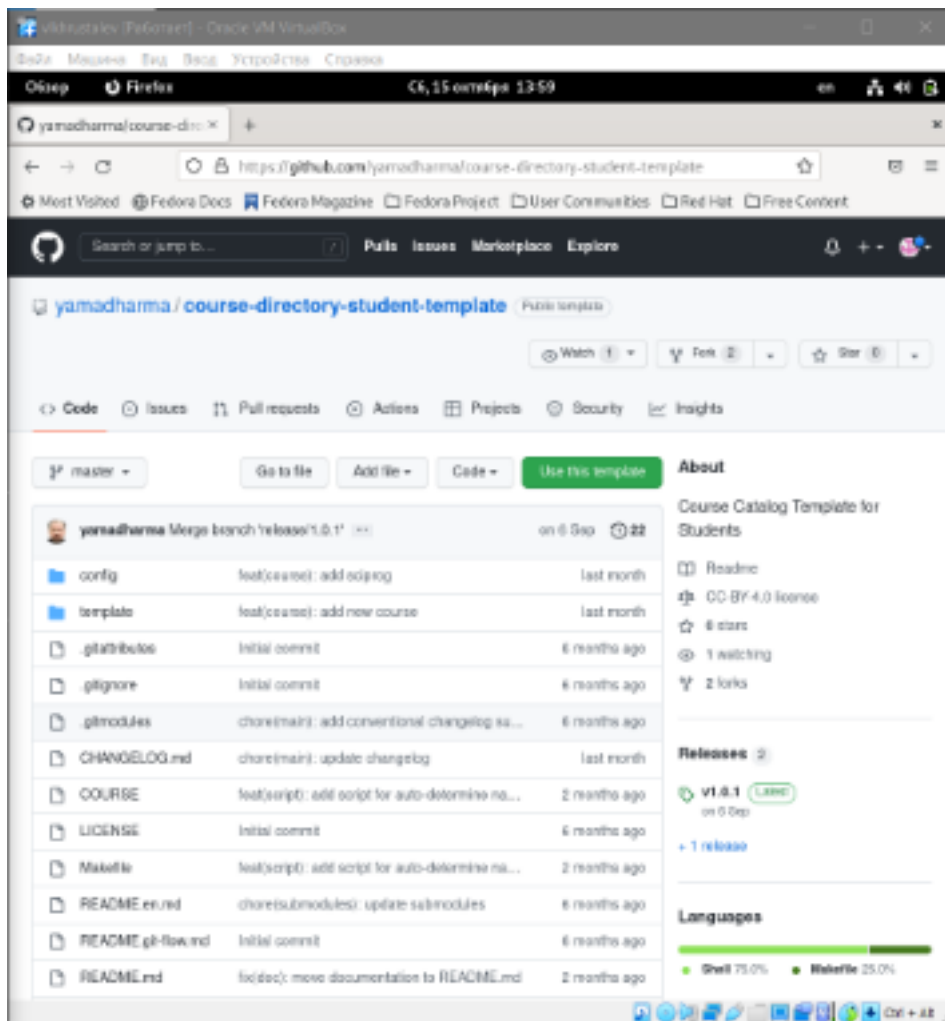 vikhrustalev [Работает] - Oracle VM VirtualBox
Файл Машина Вид Ввод Устройства Справка
Обзор Firefox Сб, 15 октября 13:59 en
yamadharma/course-dire
https://github.com/yamadharma/course-directory-student-template
Most Visited Fedora Docs Fedora Magazine Fedora Project User Communities Red Hat Free Content
Search or jump to... / Pulls Issues Marketplace Explore
yamadharma / course-directory-student-template Public template
Watch 1 Fork 2 Star 6
Code Issues Pull requests Actions Projects Security Insights
master Go to file Add file Code Use this template
yamadharma Merge branch 'release/1.0.1' ... on 6 Sep 22
config feat(course): add sciprog last month
template feat(course): add new course last month
.gitattributes Initial commit 6 months ago
.gitignore Initial commit 6 months ago
.gitmodules chore(main): add conventional changelog su... 6 months ago
CHANGELOG.md chore(main): update changelog last month
COURSE feat(script): add script for auto-determine na... 2 months ago
LICENSE Initial commit 6 months ago
Makefile feat(script): add script for auto-determine na... 2 months ago
README.en.md chore(submodules): update submodules 6 months ago
README.git-flow.md Initial commit 6 months ago
README.md fix(doc): move documentation to README.md 2 months ago
About
Course Catalog Template for
Students
Readme
CC-BY-4.0 license
6 stars
1 watching
2 forks
Releases 2
v1.0.1 Latest
on 6 Sep
+ 1 release
Languages
Shell 75.0% Makefile 25.0%
Ctrl + Alt